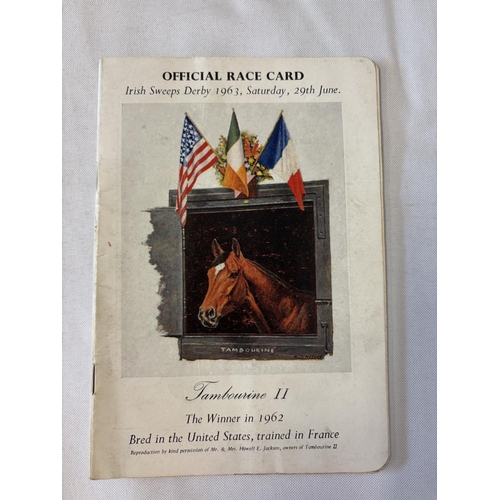 OFFICIAL RACE CARD
Irish Sweeps Derby 1963, Saturday, 29th June.
TAMBOURINE
Tambourine II
The Winner in 1962
Bred in the United States, trained in France
Reproduction by kind permission of Mr. & Mrs. Howell E. Jackson, owners of Tambourine II